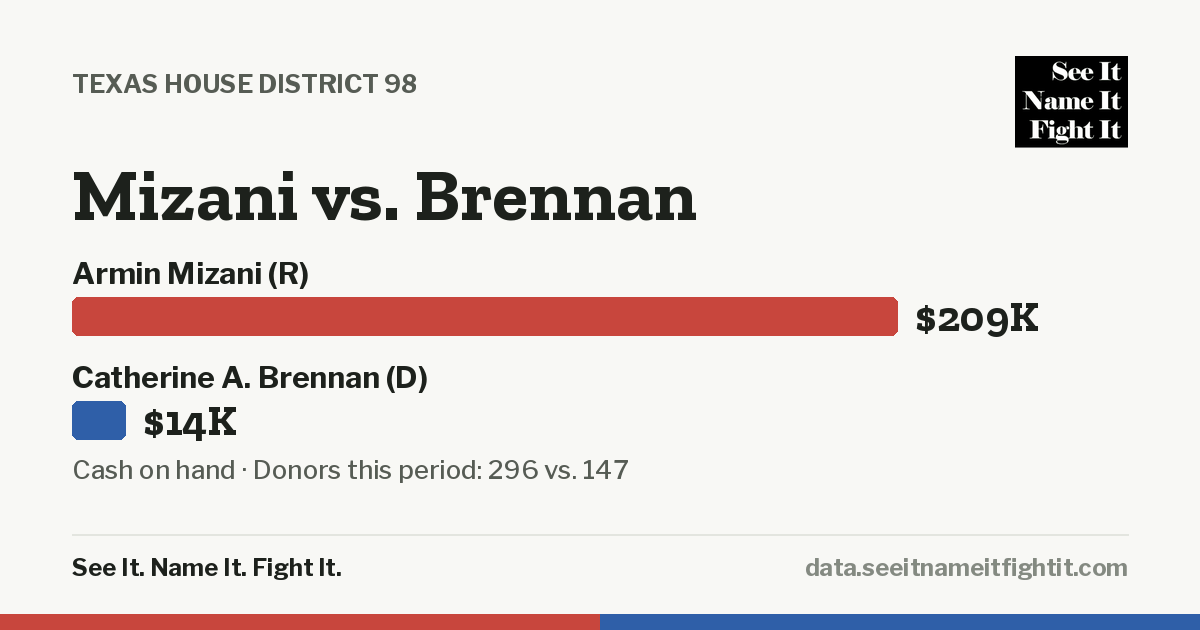 TEXAS HOUSE DISTRICT 98
See It
Name It
Fight It
Mizani vs. Brennan
Armin Mizani (R)
$209K
Catherine A. Brennan (D)
$14K
Cash on hand · Donors this period: 296 vs. 147
See It. Name It. Fight It.
data.seeitnameitfightit.com